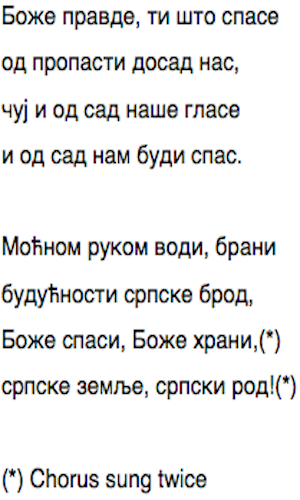 Боже правде, ти што спасе
од пропасти досад нас,
чуј и од сад наше гласе
и од сад нам буди спас.
Моћном руком води, брани
будућности српске брод,
Боже спаси, Боже храни,(*)
српске земље, српски род!(*)
(*) Chorus sung twice